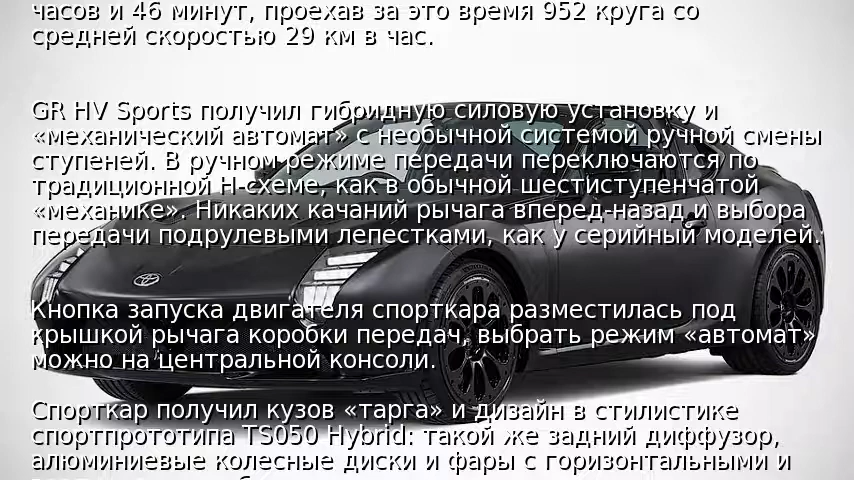 часов и 46 минут, проехав за это время 952 круга со
средней скоростью 29 км в час.
GR HV Sports получил гибридную силовую установку и
«механический автомат» с необычной системой ручной смены
ступеней. В ручном режиме передачи переключаются по
традиционной H-схеме, как в обычной шестиступенчатой
«механике». Никаких качаний рычага вперед-назад и выбора
передачи подрулевыми лепестками, как у серийный моделей.
Кнопка запуска двигателя спорткара разместилась под
крышкой рычага коробки передач, выбрать режим «автомат»
можно на центральной консоли.
Спорткар получил кузов «тарга» и дизайн в стилистике
спортпрототипа TS050 Hybrid: такой же задний диффузор,
алюминиевые колесные диски и фары с горизонтальными и